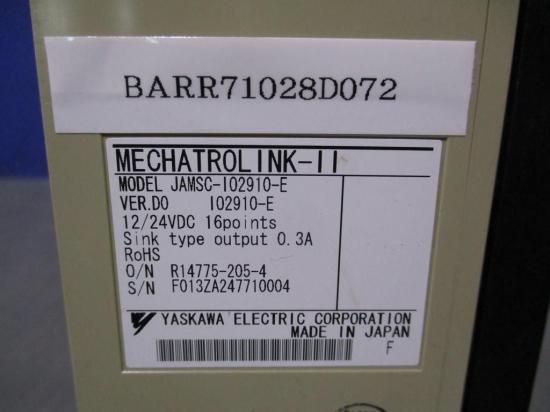 BARR71028D072
MECHATROLINK-II
MODEL JAMSC-IO2910-E
VER.DO IO2910-E
12/24VDC 16points
Sink type output 0.3A
RoHS
O/N R14775-205-4
S/N F013ZA247710004
YASKAWA ELECTRIC CORPORATION
MADE IN JAPAN
F